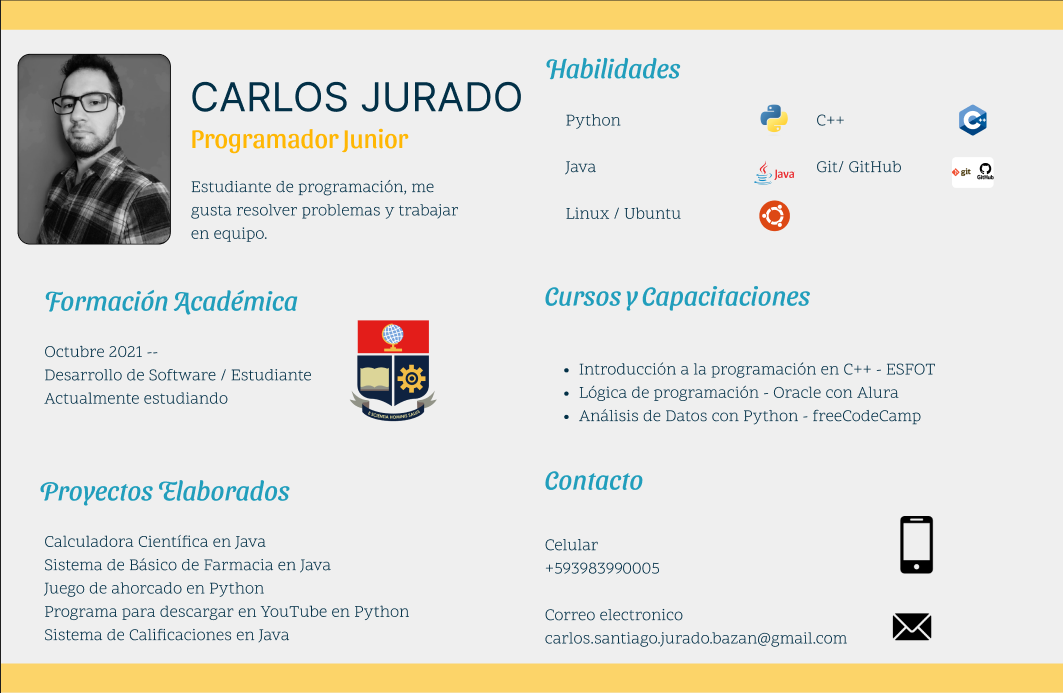 CARLOS JURADO
Programador Junior
Estudiante de programación, me
gusta resolver problemas y trabajar
en equipo.
Habilidades
Python
C++
Java
Java
Git/ GitHub
git
GitHub
Linux / Ubuntu
Formación Académica
Octubre 2021 --
Desarrollo de Software / Estudiante
Actualmente estudiando
E SCIENTIA HOMINIS SALUS
Cursos y Capacitaciones
• Introducción a la programación en C++ - ESFOT
• Lógica de programación - Oracle con Alura
• Análisis de Datos con Python - freeCodeCamp
Proyectos Elaborados
Calculadora Científica en Java
Sistema de Básico de Farmacia en Java
Juego de ahorcado en Python
Programa para descargar en YouTube en Python
Sistema de Calificaciones en Java
Contacto
Celular
+593983990005
Correo electronico
carlos.santiago.jurado.bazan@gmail.com